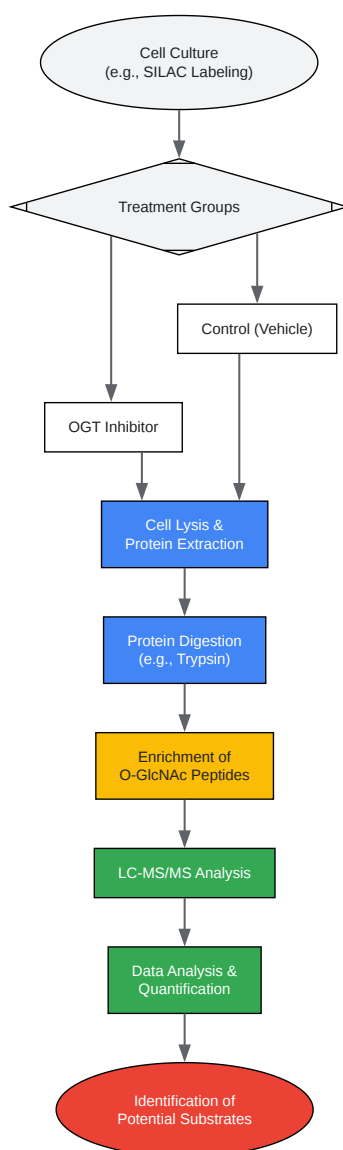 Cell Culture
(e.g., SILAC Labeling)
Treatment Groups
Control (Vehicle)
OGT Inhibitor
Cell Lysis &
Protein Extraction
Protein Digestion
(e.g., Trypsin)
Enrichment of
O-GlcNAc Peptides
LC-MS/MS Analysis
Data Analysis &
Quantification
Identification of
Potential Substrates